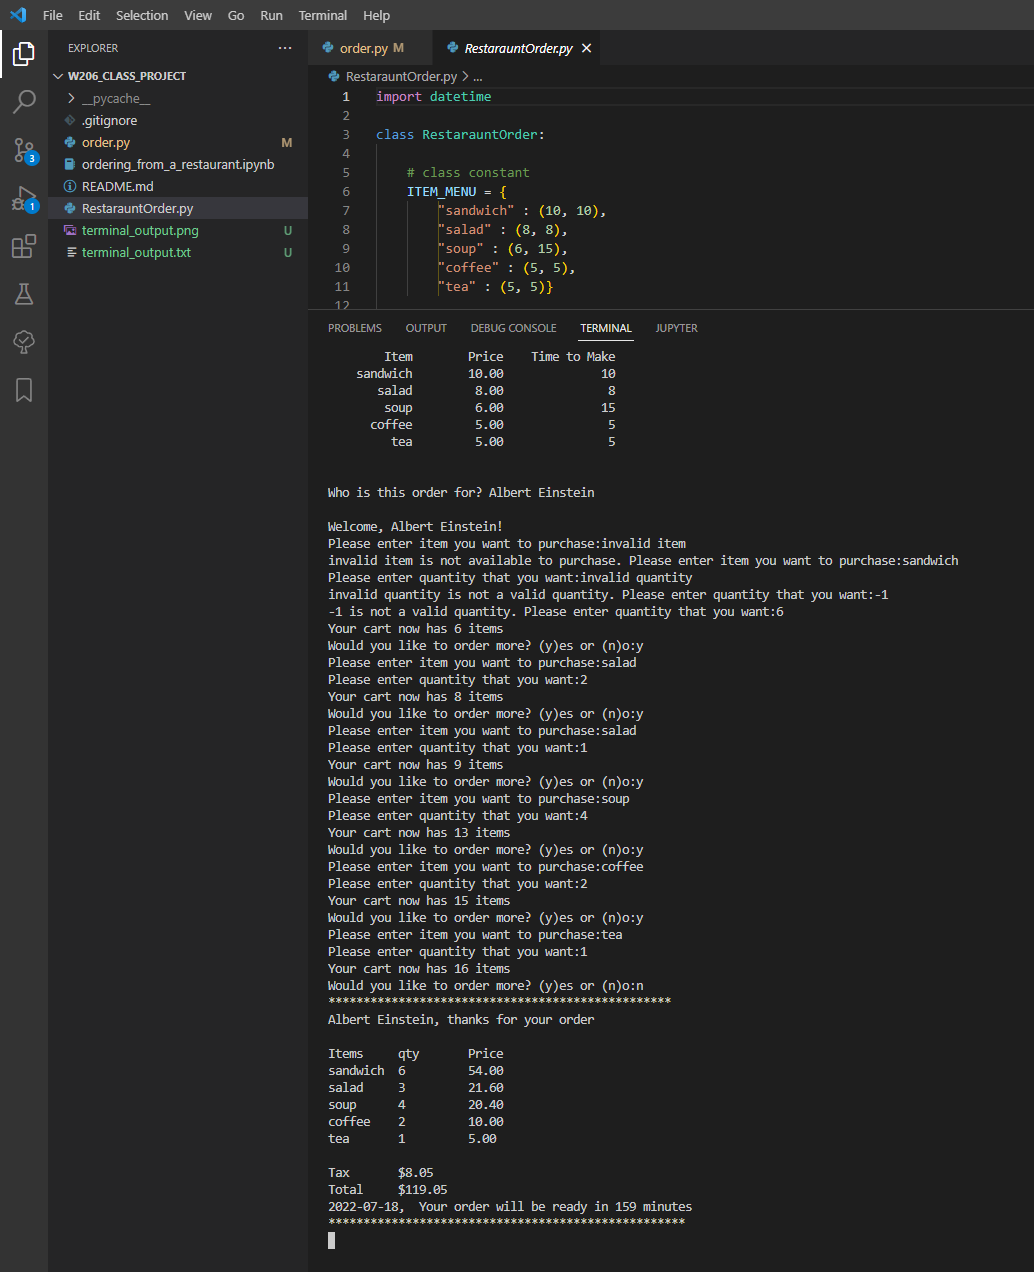 File Edit Selection View Go Run Terminal Help
EXPLORER ···
W206_CLASS_PROJECT
__pycache__
.gitignore
order.py M
ordering_from_a_restaurant.ipynb
README.md
RestarauntOrder.py
terminal_output.png U
terminal_output.txt U
3
1
order.py M RestarauntOrder.py
RestarauntOrder.py > ...
1 import datetime
2
3 class RestarauntOrder:
4
5 # class constant
6 ITEM_MENU = {
7 "sandwich" : (10, 10),
8 "salad" : (8, 8),
9 "soup" : (6, 15),
10 "coffee" : (5, 5),
11 "tea" : (5, 5)}
12
PROBLEMS OUTPUT DEBUG CONSOLE TERMINAL JUPYTER
Item Price Time to Make
sandwich 10.00 10
salad 8.00 8
soup 6.00 15
coffee 5.00 5
tea 5.00 5
Who is this order for? Albert Einstein
Welcome, Albert Einstein!
Please enter item you want to purchase:invalid item
invalid item is not available to purchase. Please enter item you want to purchase:sandwich
Please enter quantity that you want:invalid quantity
invalid quantity is not a valid quantity. Please enter quantity that you want:-1
-1 is not a valid quantity. Please enter quantity that you want:6
Your cart now has 6 items
Would you like to order more? (y)es or (n)o:y
Please enter item you want to purchase:salad
Please enter quantity that you want:2
Your cart now has 8 items
Would you like to order more? (y)es or (n)o:y
Please enter item you want to purchase:salad
Please enter quantity that you want:1
Your cart now has 9 items
Would you like to order more? (y)es or (n)o:y
Please enter item you want to purchase:soup
Please enter quantity that you want:4
Your cart now has 13 items
Would you like to order more? (y)es or (n)o:y
Please enter item you want to purchase:coffee
Please enter quantity that you want:2
Your cart now has 15 items
Would you like to order more? (y)es or (n)o:y
Please enter item you want to purchase:tea
Please enter quantity that you want:1
Your cart now has 16 items
Would you like to order more? (y)es or (n)o:n
*************************************************
Albert Einstein, thanks for your order
Items qty Price
sandwich 6 54.00
salad 3 21.60
soup 4 20.40
coffee 2 10.00
tea 1 5.00
Tax $8.05
Total $119.05
2022-07-18, Your order will be ready in 159 minutes
***************************************************